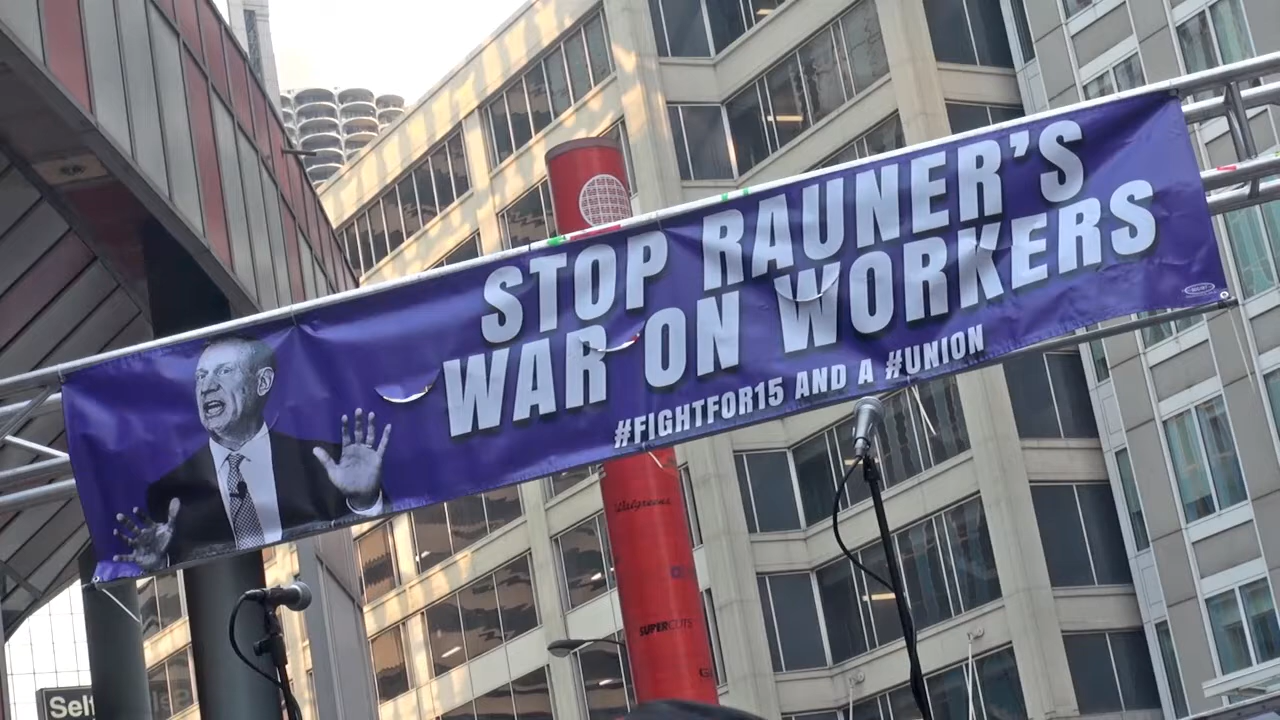 STOP RAUNER'S
WAR ON WORKERS
#FIGHTFOR15 AND A #UNION
Walgreens
SUPERCUTS
Self